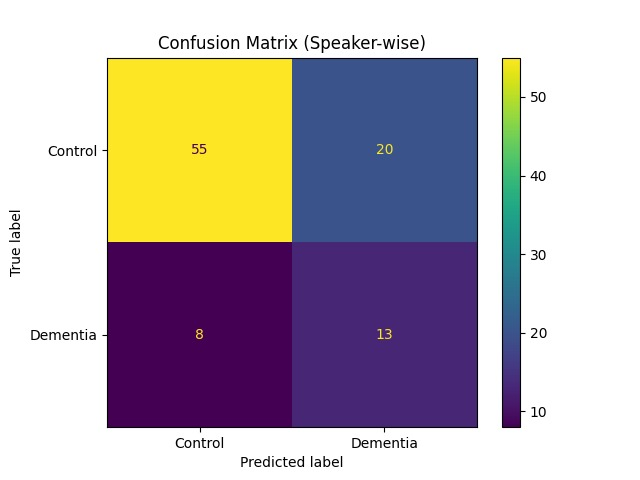 Confusion Matrix (Speaker-wise)
True label
Control
Dementia
55
20
8
13
Control
Dementia
Predicted label
50
40
30
20
10